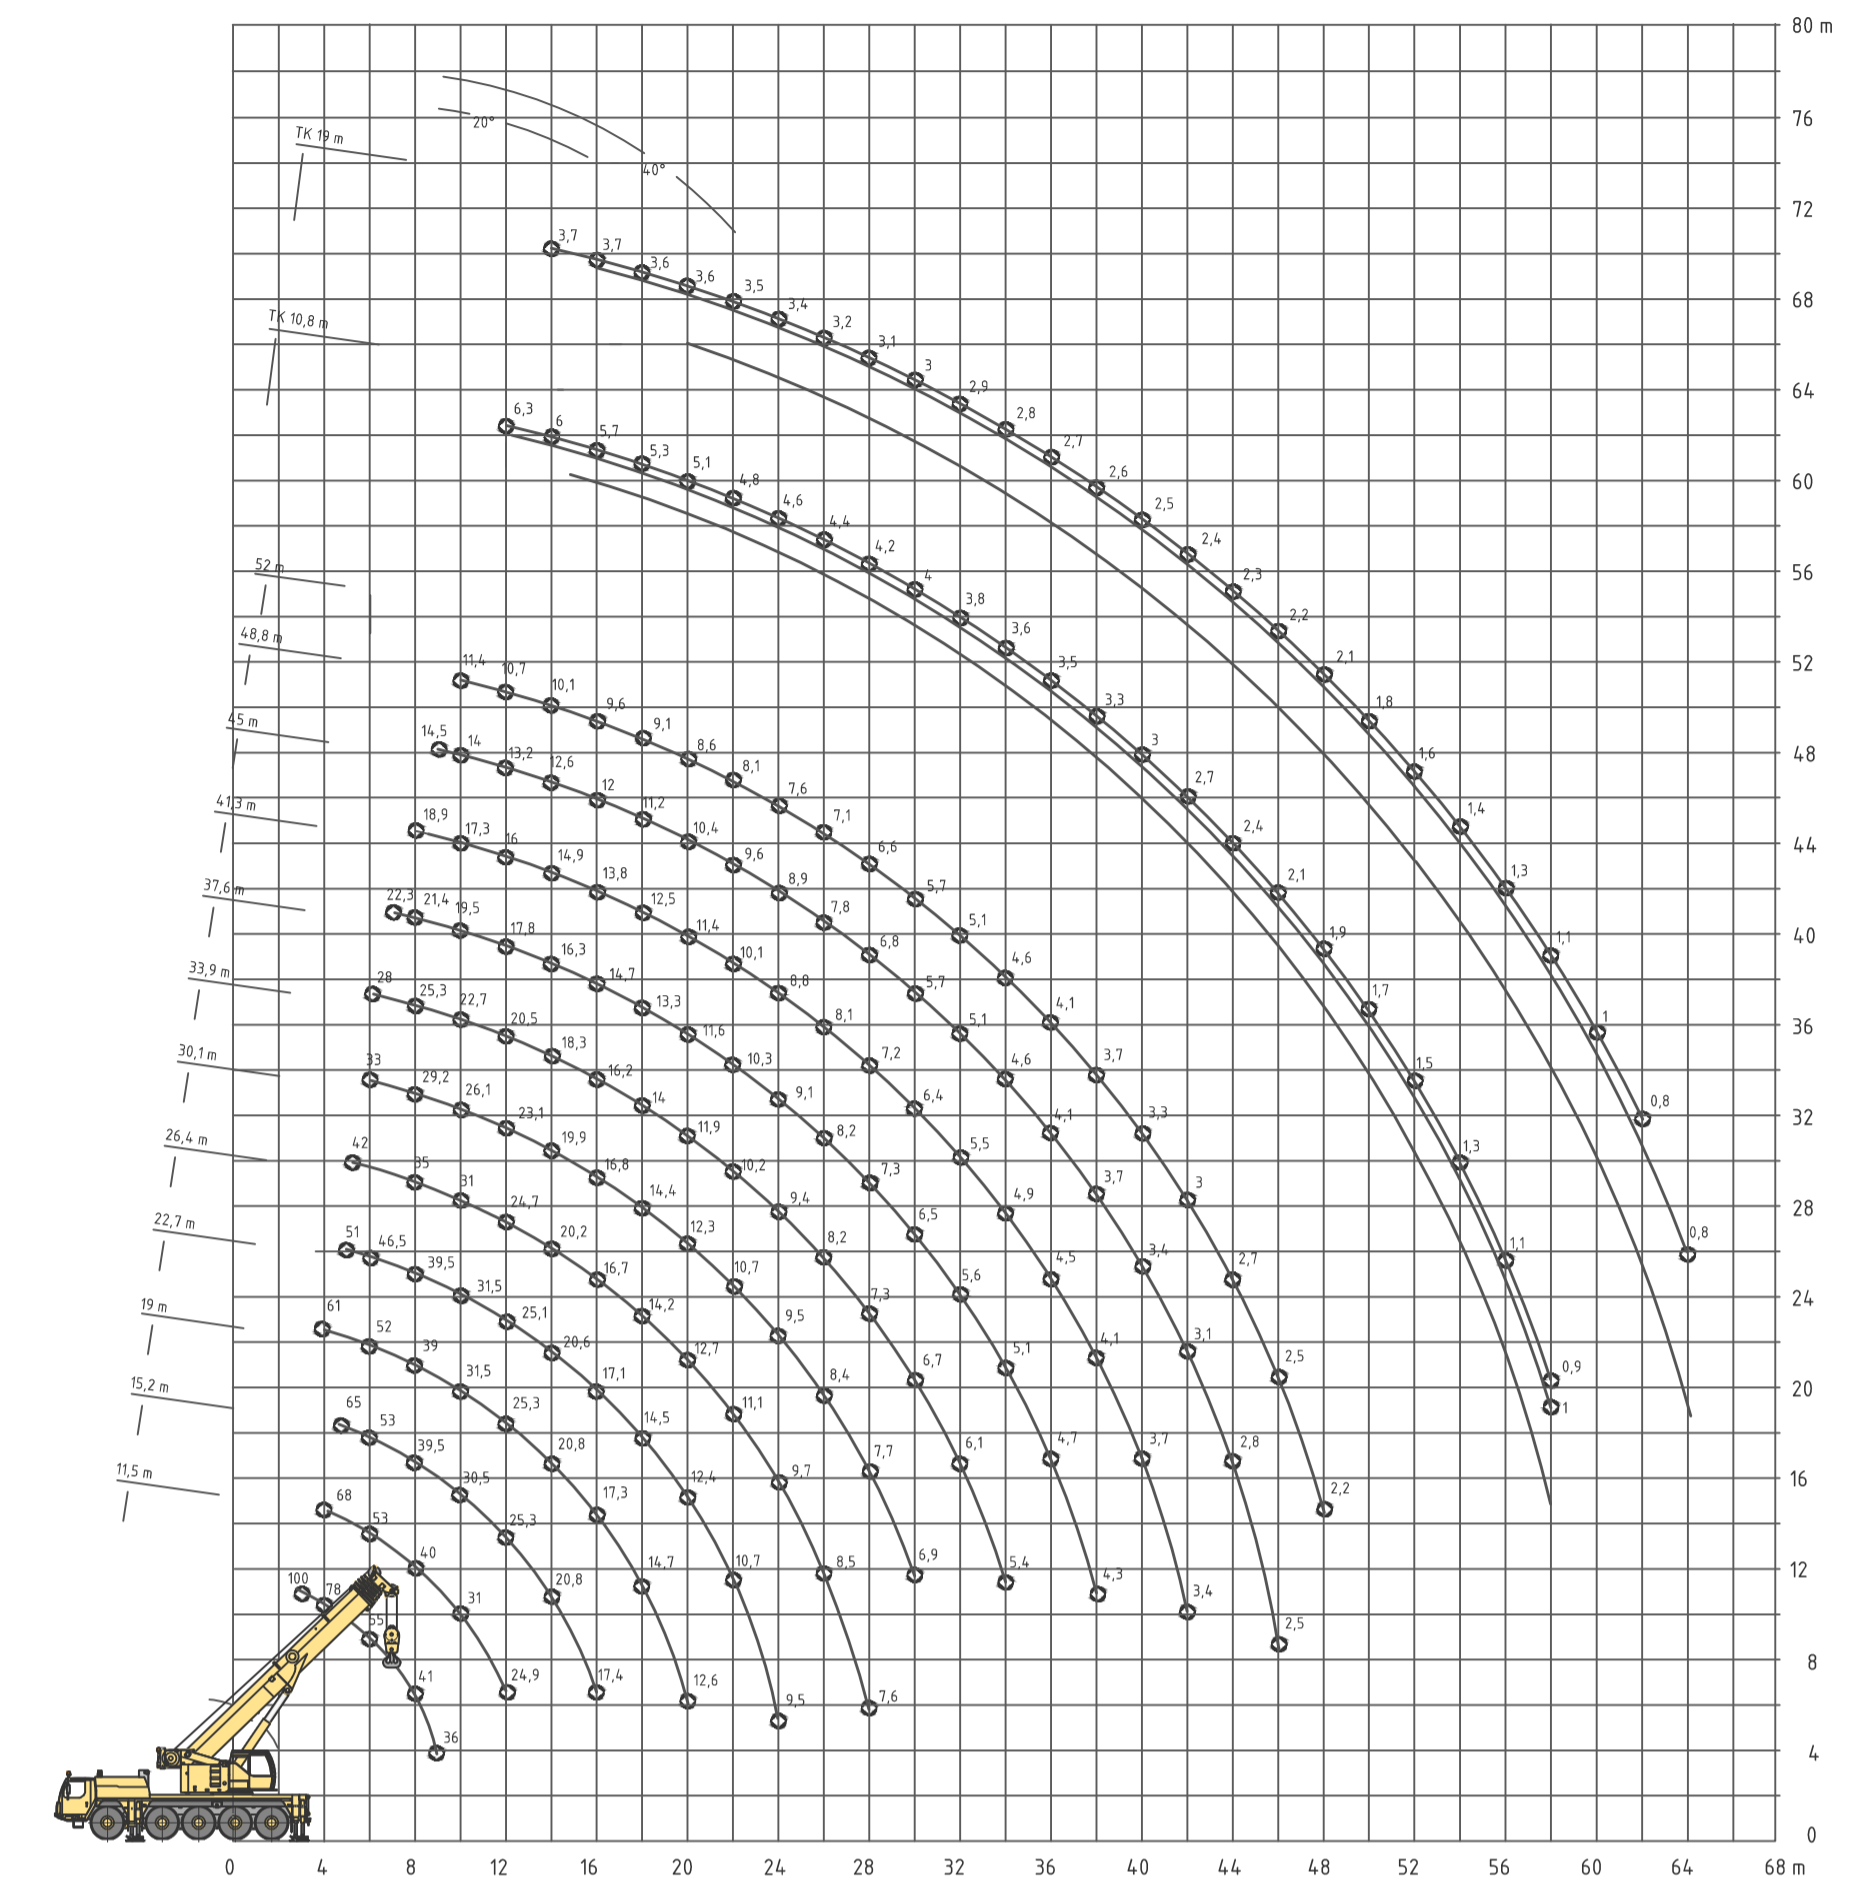 80 m
76
72
68
64
60
56
52
48
44
40
36
32
28
24
20
16
12
8
4
0
20°
40°
TK 19 m
3,7 3,7 3,6 3,6 3,5 3,4 3,2 3,1 3 2,9 2,8 2,7 2,6 2,5 2,4 2,3 2,2 2,1 1,8 1,6 1,4 1,3 1,1 1 0,8 0,8
TK 10,8 m
6,3 6 5,7 5,3 5,1 4,8 4,6 4,4 4,2 4 3,8 3,6 3,5 3,3 3 2,7 2,4 2,1 1,9 1,7 1,5 1,3 1,1 0,9 1
52 m
11,4 10,7 10,1 9,6 9,1 8,6 8,1 7,6 7,1 6,6 5,7 5,1 4,6 4,1 3,7 3,3 3 2,7 2,5 2,2
48,8 m
14,5 14 13,2 12,6 12 11,2 10,4 9,6 8,9 7,8 6,8 5,7 5,1 4,6 4,1 3,7 3,4 3,1 2,8 2,5
45 m
18,9 17,3 16 14,9 13,8 12,5 11,4 10,1 8,8 8,1 7,2 6,4 5,5 4,9 4,5 4,1 3,7 3,4
41,3 m
22,3 21,4 19,5 17,8 16,3 14,7 13,3 11,6 10,3 9,1 8,2 7,3 6,5 5,6 5,1 4,7 4,3
37,6 m
28 25,3 22,7 20,5 18,3 16,2 14 11,9 10,2 9,4 8,2 7,3 6,7 6,1 5,4
33,9 m
33 29,2 26,1 23,1 19,9 16,8 14,4 12,3 10,7 9,5 8,4 7,7 6,9
30,1 m
42 35 31 24,7 20,2 16,7 14,2 12,7 11,1 9,7 8,5 7,6
26,4 m
51 46,5 39,5 31,5 25,1 20,6 17,1 14,5 12,4 10,7 9,5
22,7 m
61 52 39 31,5 25,3 20,8 17,3 14,7 12,6
19 m
65 53 39,5 30,5 25,3 20,8 17,4
15,2 m
68 53 40 31 24,9
11,5 m
100 78 55 41 36
0 4 8 12 16 20 24 28 32 36 40 44 48 52 56 60 64 68 m